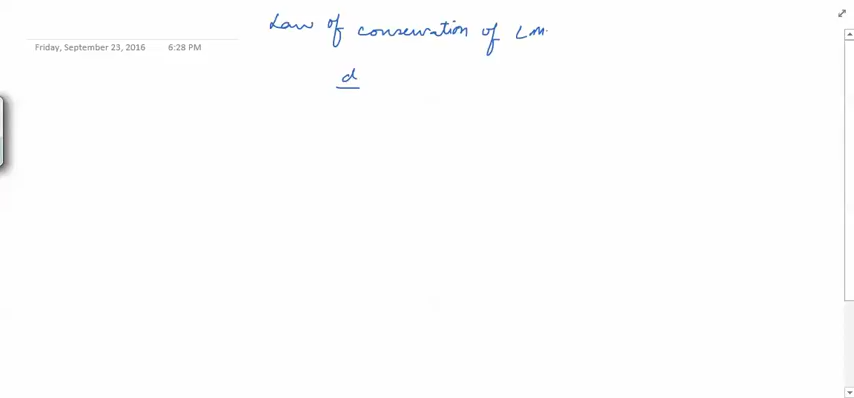 Law of conservation of L.M.
Friday, September 23, 2016 6:28 PM
d